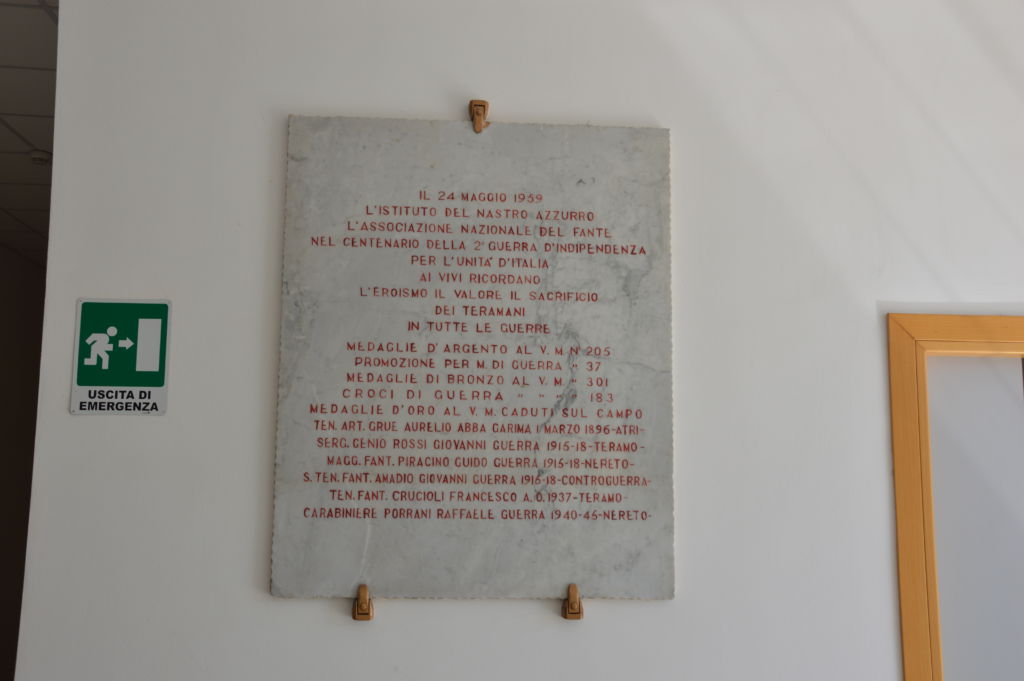 IL 24 MAGGIO 1959
L'ISTITUTO DEL NASTRO AZZURRO
L'ASSOCIAZIONE NAZIONALE DEL FANTE
NEL CENTENARIO DELLA 2ª GUERRA D'INDIPENDENZA
PER L'UNITA' D'ITALIA
AI VIVI RICORDANO
L'EROISMO IL VALORE IL SACRIFICIO
DEI TERAMANI
IN TUTTE LE GUERRE
MEDAGLIE D'ARGENTO AL V. M. N° 205
PROMOZIONE PER M. DI GUERRA " 37
MEDAGLIE DI BRONZO AL V. M. " 301
CROCI DI GUERRA " " " " 183
MEDAGLIE D'ORO AL V. M. CADUTI SUL CAMPO
TEN. ART. GRUE AURELIO ABBA GARIMA 1 MARZO 1896-ATRI-
SERG. GENIO ROSSI GIOVANNI GUERRA 1915-18-TERAMO-
MAGG. FANT. PIRACINO GUIDO GUERRA 1915-18-NERETO-
S. TEN. FANT. AMADIO GIOVANNI GUERRA 1915-18-CONTROGUERRA-
TEN. FANT. CRUCIOLI FRANCESCO A. O. 1937-TERAMO-
CARABINIERE PORRANI RAFFAELLE GUERRA 1940-45-NERETO-
USCITA DI
EMERGENZA